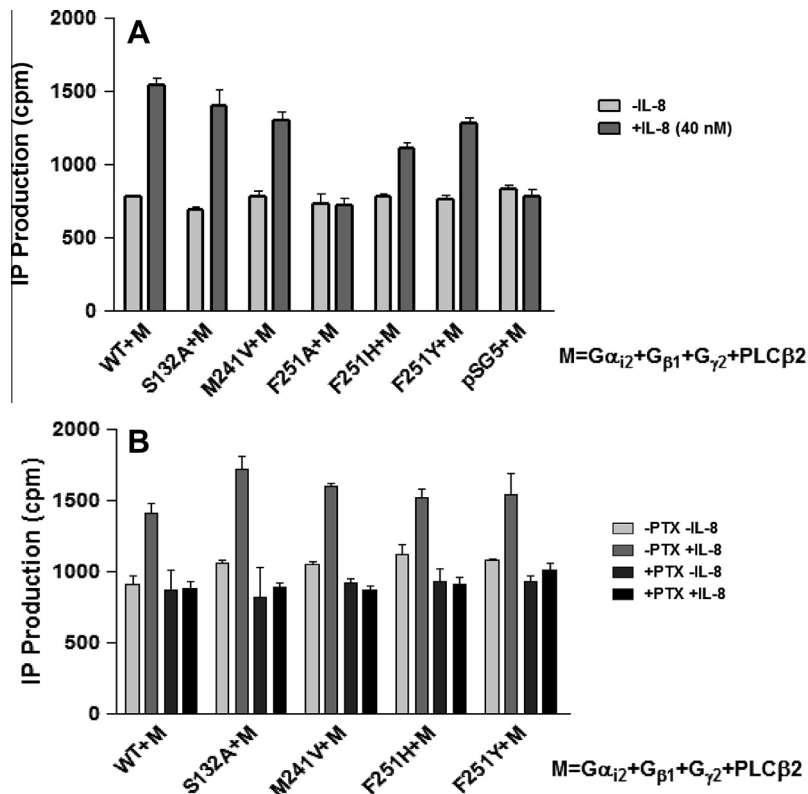 A
IP Production (cpm)
2000
1500
1000
500
0
-IL-8
+IL-8 (40 nM)
WT+M
S132A+M
M241V+M
F251A+M
F251H+M
F251Y+M
pSG5+M
M=Gαi2+Gβ1+Gγ2+PLCβ2
B
IP Production (cpm)
2000
1500
1000
500
0
-PTX -IL-8
-PTX +IL-8
+PTX -IL-8
+PTX +IL-8
WT+M
S132A+M
M241V+M
F251H+M
F251Y+M
M=Gαi2+Gβ1+Gγ2+PLCβ2